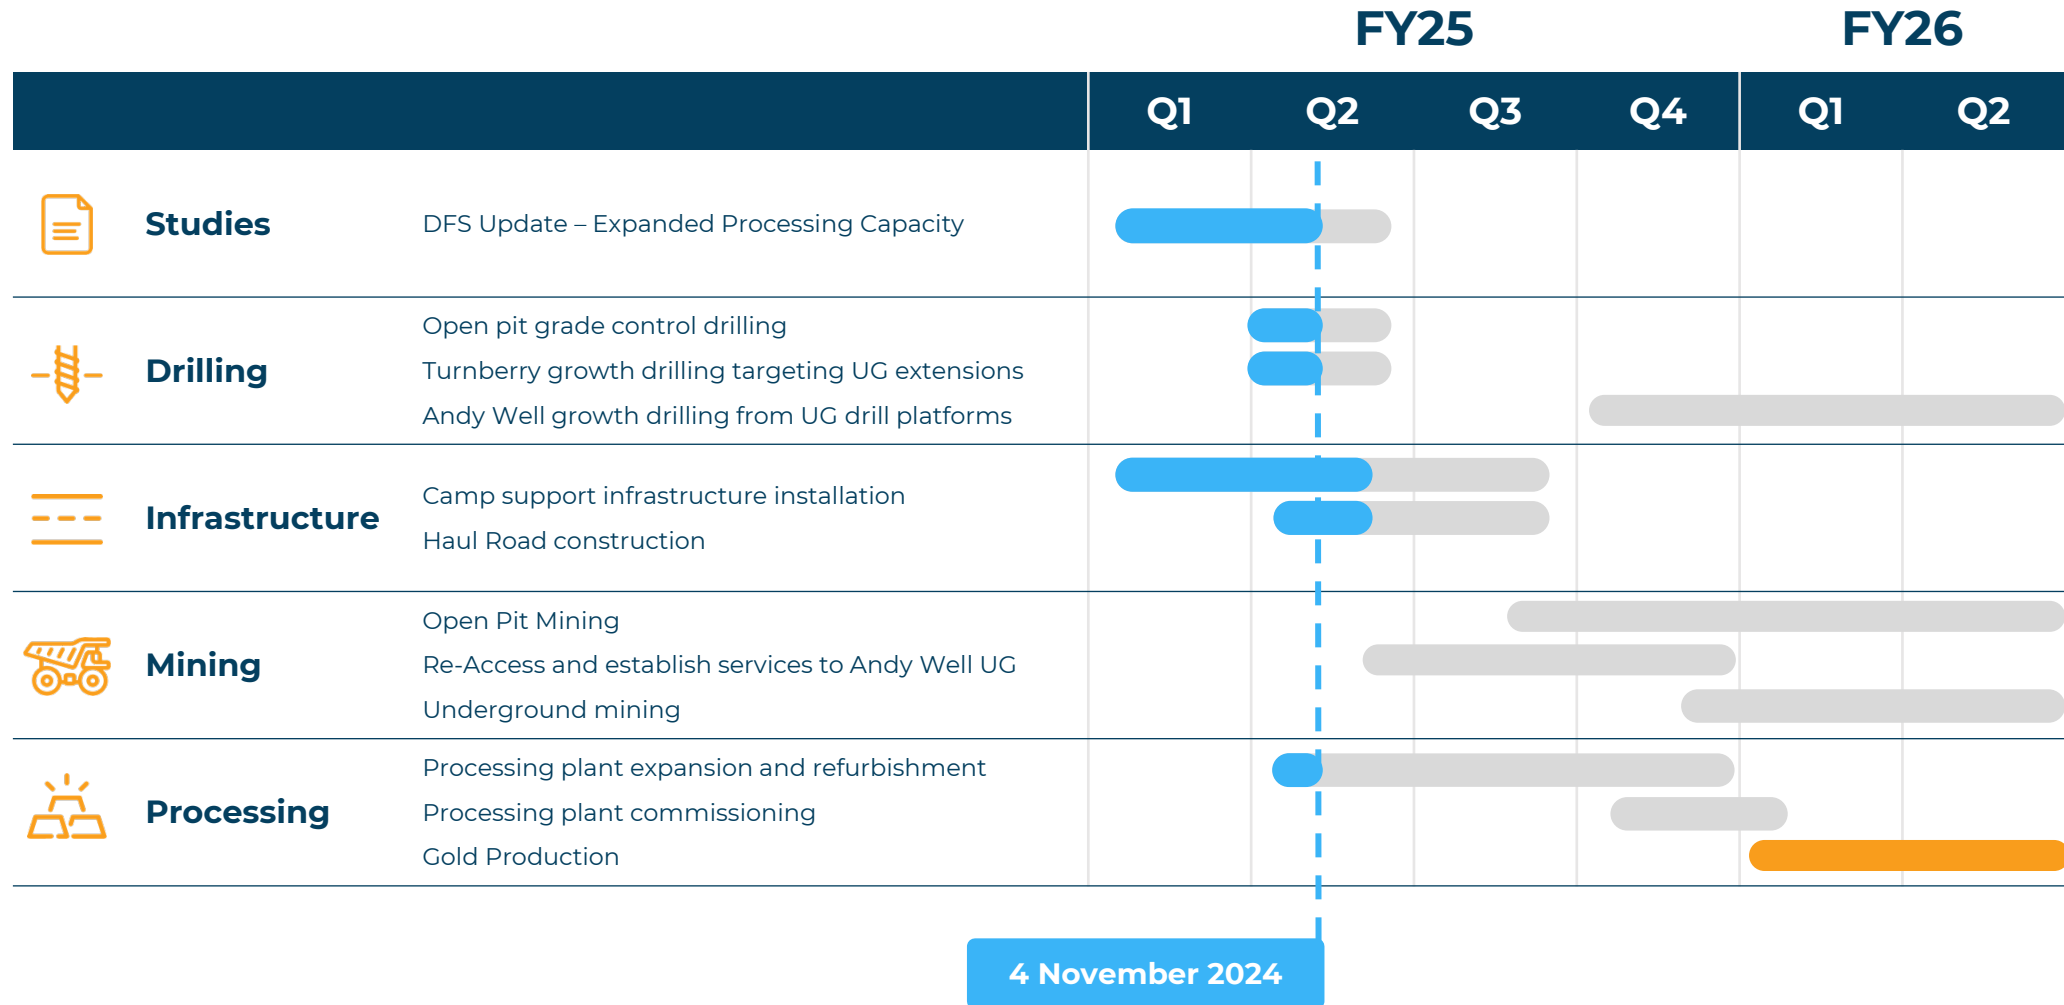 FY25 FY26
Q1 Q2 Q3 Q4 Q1 Q2
Studies
DFS Update – Expanded Processing Capacity
Drilling
Open pit grade control drilling
Turnberry growth drilling targeting UG extensions
Andy Well growth drilling from UG drill platforms
Infrastructure
Camp support infrastructure installation
Haul Road construction
Mining
Open Pit Mining
Re-Access and establish services to Andy Well UG
Underground mining
Processing
Processing plant expansion and refurbishment
Processing plant commissioning
Gold Production
4 November 2024